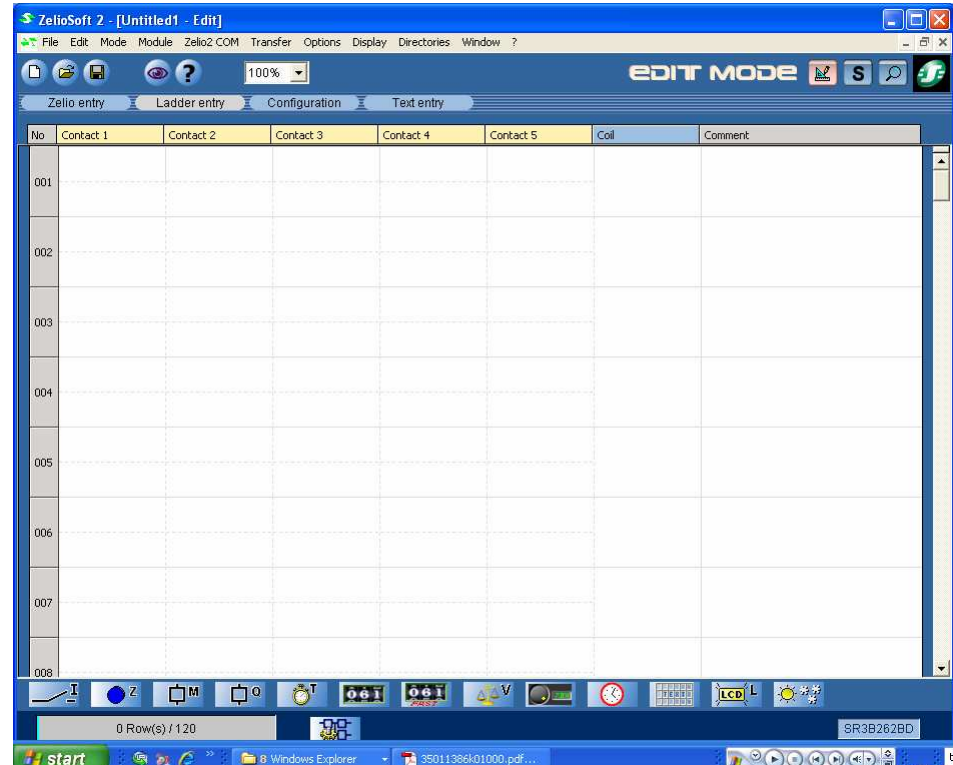 ZelioSoft 2 - [Untitled1 - Edit]
File Edit Mode Module Zelio2 COM Transfer Options Display Directories Window ?
100% EDIT MODE S
Zelio entry Ladder entry Configuration Text entry
No Contact 1 Contact 2 Contact 3 Contact 4 Contact 5 Coil Comment
001
002
003
004
005
006
007
008
I Z M Q T 061 061 FAST V LCD L
0 Row(s) / 120 SR3B262BD
start 8 Windows Explorer 35011386k01000.pdf...